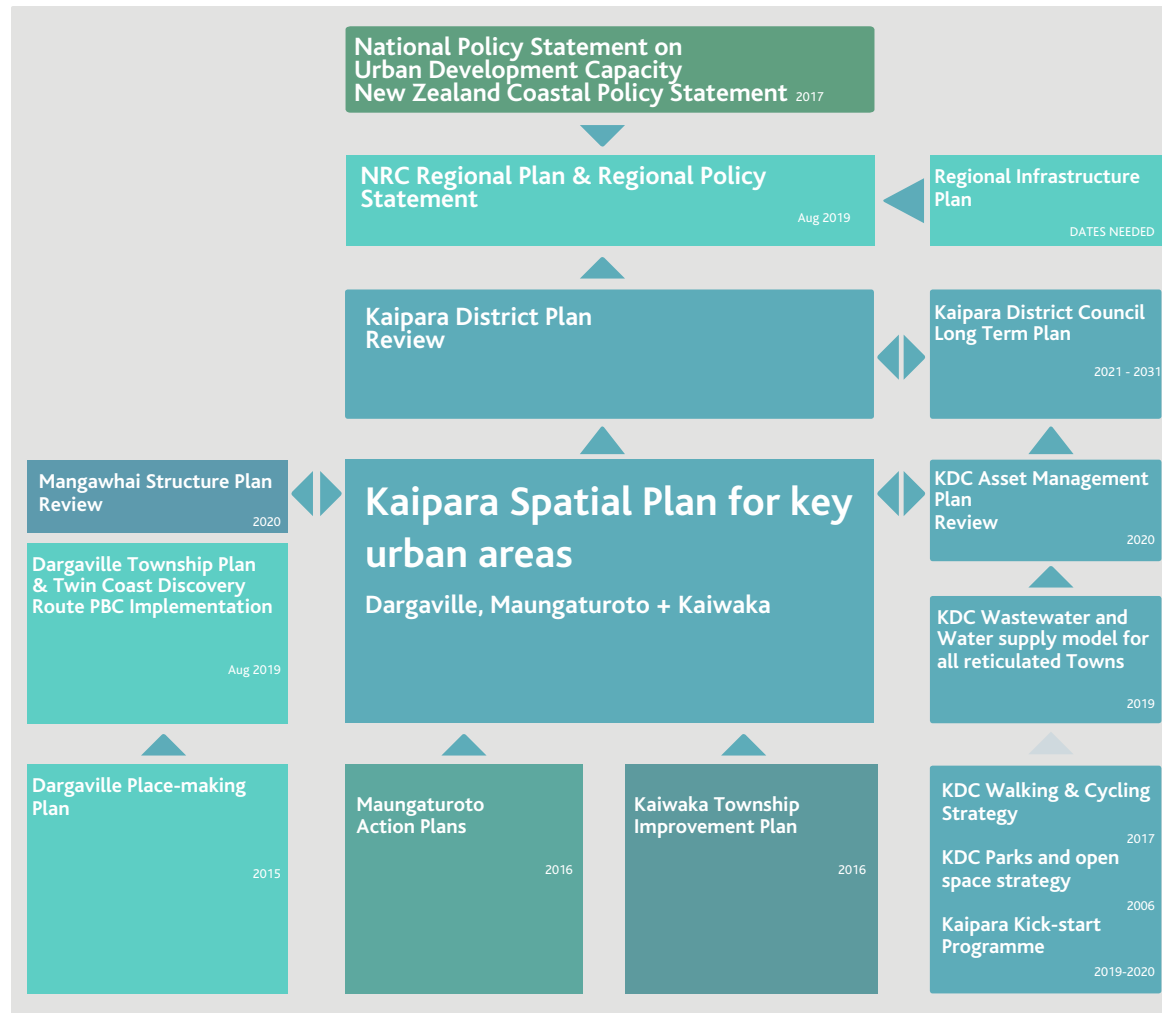 National Policy Statement on
Urban Development Capacity
New Zealand Coastal Policy Statement 2017
NRC Regional Plan & Regional Policy
Statement
Aug 2019
Regional Infrastructure
Plan
DATES NEEDED
Kaipara District Plan
Review
Kaipara District Council
Long Term Plan
2021 - 2031
Mangawhai Structure Plan
Review
2020
Kaipara Spatial Plan for key
urban areas
Dargaville, Maungaturoto + Kaiwaka
KDC Asset Management
Plan
Review
2020
Dargaville Township Plan
& Twin Coast Discovery
Route PBC Implementation
Aug 2019
KDC Wastewater and
Water supply model for
all reticulated Towns
2019
Dargaville Place-making
Plan
2015
Maungaturoto
Action Plans
2016
Kaiwaka Township
Improvement Plan
2016
KDC Walking & Cycling
Strategy
2017
KDC Parks and open
space strategy
2006
Kaipara Kick-start
Programme
2019-2020